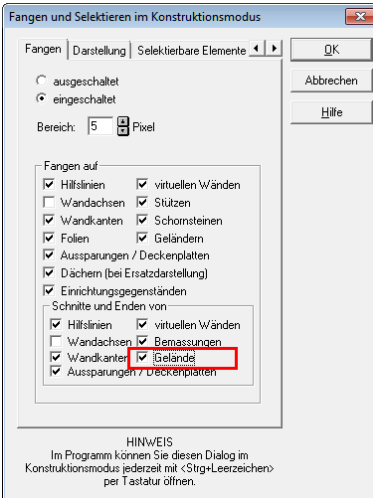 Fangen und Selektieren im Konstruktionsmodus
Fangen
Darstellung
Selektierbare Elemente
OK
Abbrechen
Hilfe
ausgeschaltet
eingeschaltet
Bereich: 5 Pixel
Fangen auf
Hilfslinien
virtuellen Wänden
Wandachsen
Stützen
Wandkanten
Schornsteinen
Folien
Geländern
Aussparungen / Deckenplatten
Dächern (bei Ersatzdarstellung)
Einrichtungsgegenständen
Schnitte und Enden von
Hilfslinien
virtuellen Wänden
Wandachsen
Bemassungen
Wandkanten
Gelände
Aussparungen / Deckenplatten
HINWEIS
Im Programm können Sie diesen Dialog im
Konstruktionsmodus jederzeit mit <Strg+Leerzeichen>
per Tastatur öffnen.